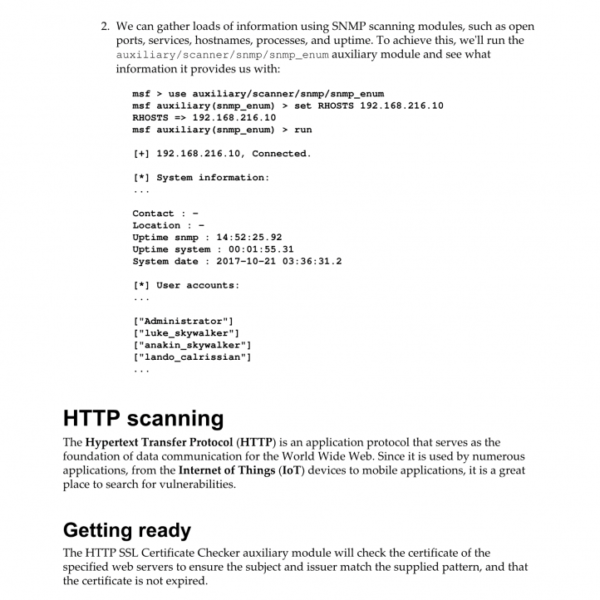 2. We can gather loads of information using SNMP scanning modules, such as open
ports, services, hostnames, processes, and uptime. To achieve this, we'll run the
auxiliary/scanner/snmp/snmp_enum auxiliary module and see what
information it provides us with:
msf > use auxiliary/scanner/snmp/snmp_enum
msf auxiliary(snmp_enum) > set RHOSTS 192.168.216.10
RHOSTS => 192.168.216.10
msf auxiliary(snmp_enum) > run
[+] 192.168.216.10, Connected.
[*] System information:
...
Contact : -
Location : -
Uptime snmp : 14:52:25.92
Uptime system : 00:01:55.31
System date : 2017-10-21 03:36:31.2
[*] User accounts:
...
["Administrator"]
["luke_skywalker"]
["anakin_skywalker"]
["lando_calrissian"]
...
HTTP scanning
The Hypertext Transfer Protocol (HTTP) is an application protocol that serves as the
foundation of data communication for the World Wide Web. Since it is used by numerous
applications, from the Internet of Things (IoT) devices to mobile applications, it is a great
place to search for vulnerabilities.
Getting ready
The HTTP SSL Certificate Checker auxiliary module will check the certificate of the
specified web servers to ensure the subject and issuer match the supplied pattern, and that
the certificate is not expired.